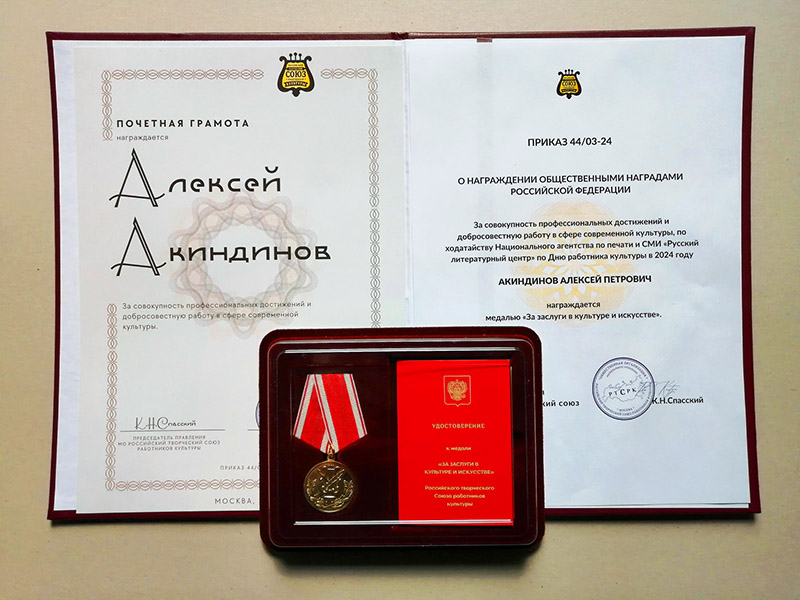 СОЮЗ
ПОЧЕТНАЯ ГРАМОТА
награждается
Алексей
Акиндинов
За совокупность профессиональных достижений и
добросовестную работу в сфере современной
культуры.
К.Н.Спасский
ПРЕДСЕДАТЕЛЬ ПРАВЛЕНИЯ
МО РОССИЙСКИЙ ТВОРЧЕСКИЙ СОЮЗ
РАБОТНИКОВ КУЛЬТУРЫ
ПРИКАЗ 44/0
МОСКВА,
СОЮЗ
ПРИКАЗ 44/03-24
О НАГРАЖДЕНИИ ОБЩЕСТВЕННЫМИ НАГРАДАМИ
РОССИЙСКОЙ ФЕДЕРАЦИИ
За совокупность профессиональных достижений и
добросовестную работу в сфере современной культуры, по
ходатайству Национального агентства по печати и СМИ «Русский
литературный центр» по Дню работника культуры в 2024 году
АКИНДИНОВ АЛЕКСЕЙ ПЕТРОВИЧ
награждается
медалью «За заслуги в культуре и искусстве».
ский союз
РТСРК
К.Н.Спасский
УДОСТОВЕРЕНИЕ
к медали
«ЗА ЗАСЛУГИ В
КУЛЬТУРЕ И ИСКУССТВЕ»
Российского творческого
Союза работников
культуры